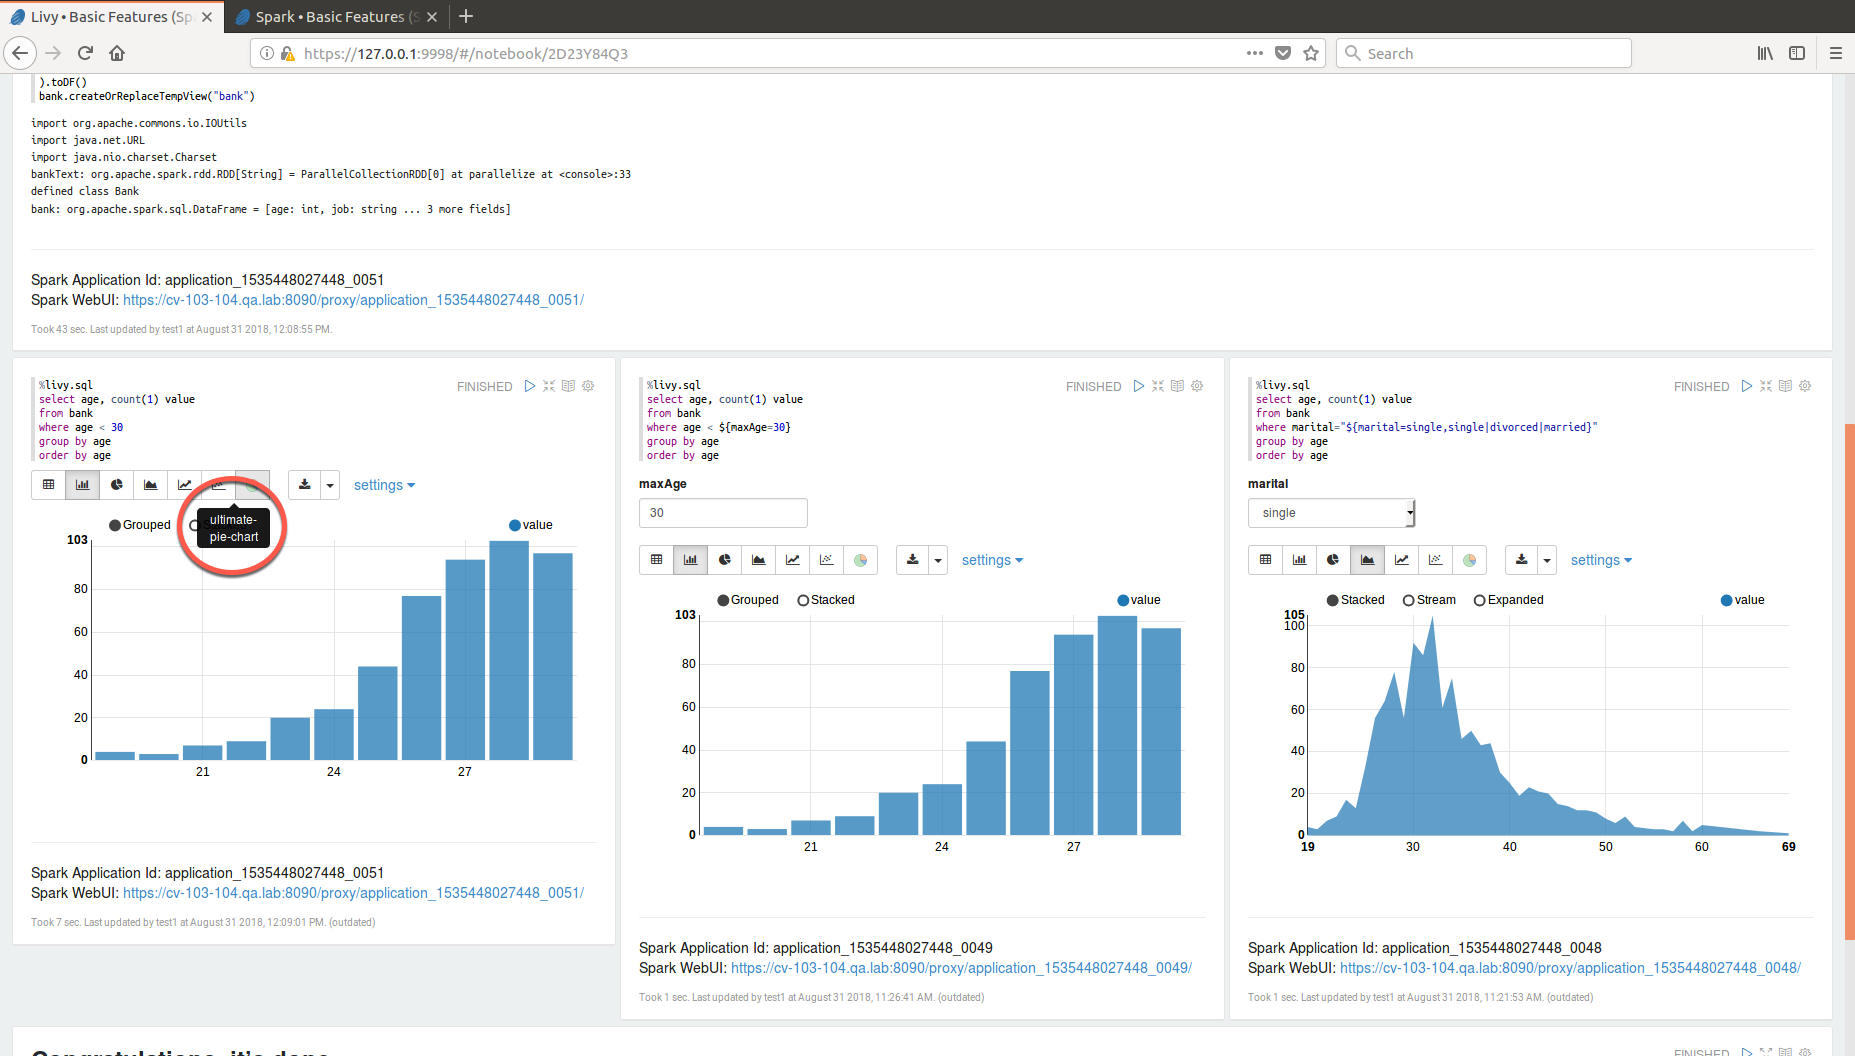 Livy • Basic Features (Sp
Spark • Basic Features (S
https://127.0.0.1:9998/#/notebook/2D23Y84Q3
Search
).toDF()
bank.createOrReplaceTempView("bank")
import org.apache.commons.io.IOUtils
import java.net.URL
import java.nio.charset.Charset
bankText: org.apache.spark.rdd.RDD[String] = ParallelCollectionRDD[0] at parallelize at <console>:33
defined class Bank
bank: org.apache.spark.sql.DataFrame = [age: int, job: string ... 3 more fields]
Spark Application Id: application_1535448027448_0051
Spark WebUI: https://cv-103-104.qa.lab:8090/proxy/application_1535448027448_0051/
Took 43 sec. Last updated by test1 at August 31 2018, 12:08:55 PM.
%livy.sql
FINISHED
select age, count(1) value
from bank
where age < 30
group by age
order by age
settings
ultimate-
pie-chart
Grouped
value
103
80
60
40
20
0
21
24
27
Spark Application Id: application_1535448027448_0051
Spark WebUI: https://cv-103-104.qa.lab:8090/proxy/application_1535448027448_0051/
Took 7 sec. Last updated by test1 at August 31 2018, 12:09:01 PM. (outdated)
%livy.sql
FINISHED
select age, count(1) value
from bank
where age < ${maxAge=30}
group by age
order by age
maxAge
30
settings
Grouped
Stacked
value
103
80
60
40
20
0
21
24
27
Spark Application Id: application_1535448027448_0049
Spark WebUI: https://cv-103-104.qa.lab:8090/proxy/application_1535448027448_0049/
Took 1 sec. Last updated by test1 at August 31 2018, 11:26:41 AM. (outdated)
%livy.sql
FINISHED
select age, count(1) value
from bank
where marital="${marital=single,single|divorced|married}"
group by age
order by age
marital
single
settings
Stacked
Stream
Expanded
value
105
100
80
60
40
20
0
19
30
40
50
60
69
Spark Application Id: application_1535448027448_0048
Spark WebUI: https://cv-103-104.qa.lab:8090/proxy/application_1535448027448_0048/
Took 1 sec. Last updated by test1 at August 31 2018, 11:21:53 AM. (outdated)
Congratulations, it's done.
FINISHED